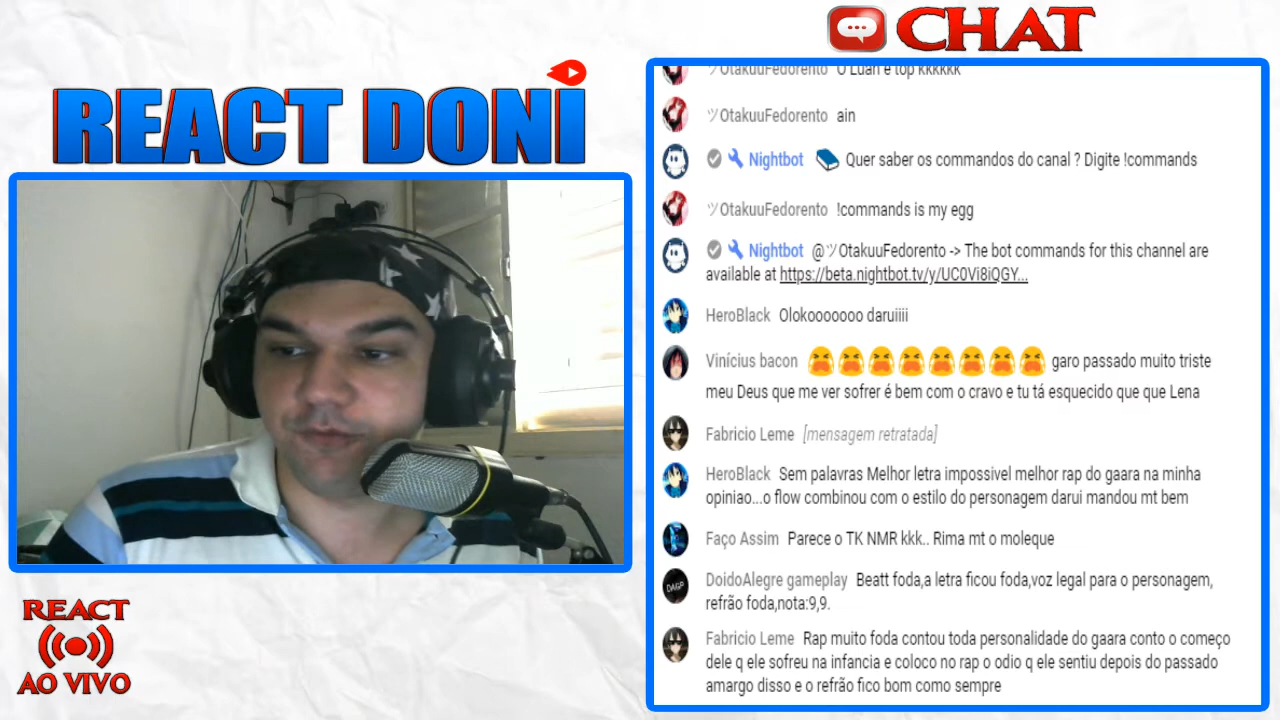 CHAT
REACT DONI
ツOtakuuFedorento O Luan é top kkkkkk
ツOtakuuFedorento ain
Nightbot Quer saber os commandos do canal ? Digite !commands
ツOtakuuFedorento !commands is my egg
Nightbot @ツOtakuuFedorento -> The bot commands for this channel are
available at https://beta.nightbot.tv/y/UC0Vi8iQGY...
HeroBlack Olokooooooo daruiiii
Vinícius bacon garo passado muito triste
meu Deus que me ver sofrer é bem com o cravo e tu tá esquecido que que Lena
Fabricio Leme [mensagem retratada]
HeroBlack Sem palavras Melhor letra impossivel melhor rap do gaara na minha
opiniao...o flow combinou com o estilo do personagem darui mandou mt bem
Faço Assim Parece o TK NMR kkk.. Rima mt o moleque
DAGP
DoidoAlegre gameplay Beatt foda,a letra ficou foda,voz legal para o personagem,
refrão foda,nota:9,9.
Fabricio Leme Rap muito foda contou toda personalidade do gaara conto o começo
dele q ele sofreu na infancia e coloco no rap o odio q ele sentiu depois do passado
amargo disso e o refrão fico bom como sempre
REACT
AO VIVO